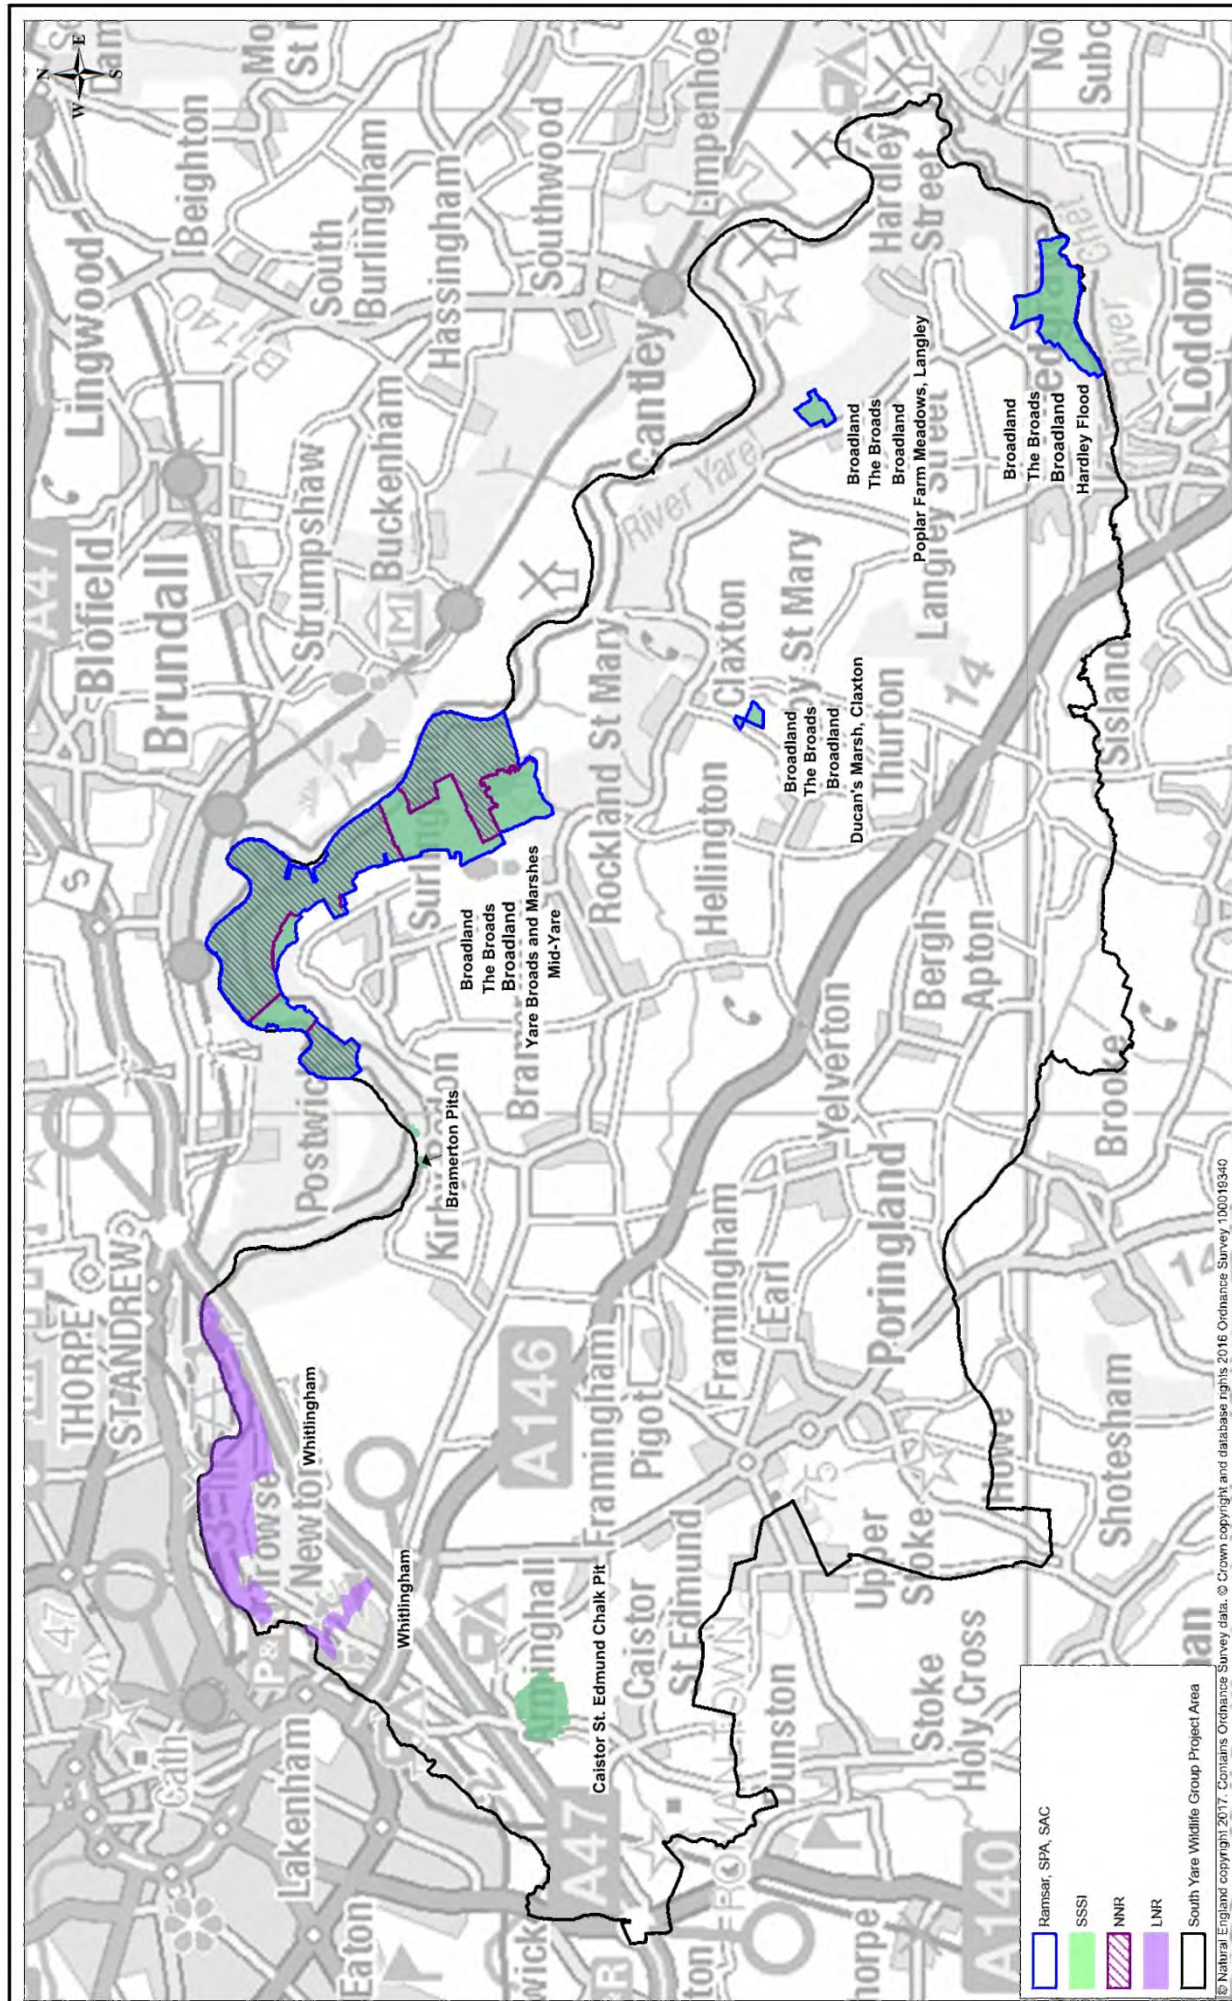 N
E
S
W
A47
THORPE
ST ANDREW
Blofield
Lingwood
Beighton
Cath
Brundall
Lakenham
Postwick
Strumpshaw
South
Burlingham
Eaton
Trowse
Newton
Whitlingham
Buckenham
Whitlingham
Bramerton Pits
Hassingham
Broadland
The Broads
Broadland
Yare Broads and Marshes
Mid-Yare
A146
Southwood
Arminghall
Caistor St. Edmund Chalk Pit
A47
Framingham
Pigot
Rockland St Mary
Cantley
River Yare
Limpenhoe
Caistor
St Edmund
Framingham
Earl
Hellington
Claxton
Broadland
The Broads
Broadland
Ducan's Marsh, Claxton
Dunston
Yelverton
Thurton
Broadland
The Broads
Broadland
Poplar Farm Meadows, Langley
Upper
Stoke
Poringland
Bergh
Apton
Langley Street
Hardley
Street
Stoke
Holy Cross
Howe
Broadland
The Broads
Broadland
Hardley Flood
A140
Shotesham
Brooke
Sisland
River Chet
Loddon
Ramsar, SPA, SAC
SSSI
NNR
LNR
South Yare Wildlife Group Project Area
© Natural England copyright 2017. Contains Ordnance Survey data. © Crown copyright and database rights 2016 Ordnance Survey 100019340